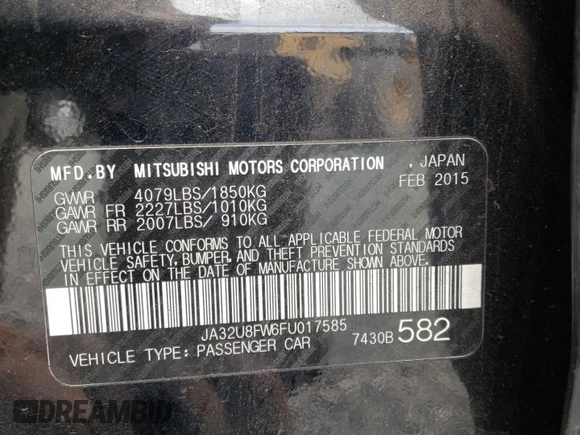 MFD.BY MITSUBISHI MOTORS CORPORATION . JAPAN
FEB 2015
GVWR 4079LBS/1850KG
GAWR FR 2227LBS/1010KG
GAWR RR 2007LBS/ 910KG
THIS VEHICLE CONFORMS TO ALL APPLICABLE FEDERAL MOTOR
VEHICLE SAFETY, BUMPER, AND THEFT PREVENTION STANDARDS
IN EFFECT ON THE DATE OF MANUFACTURE SHOWN ABOVE.
JA32U8FW6FU017585
VEHICLE TYPE: PASSENGER CAR 7430B 582
DREAMBID